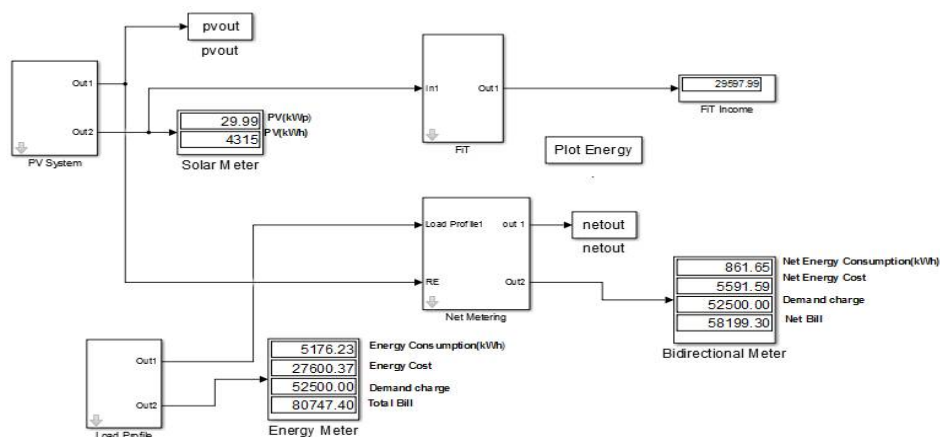 pvout
pvout
Out1
Out2
PV System
29.99 PV(kWp)
4315 PV(kWh)
Solar Meter
In1 Out1
FiT
29597.99
FiT Income
Plot Energy
Load Profile1 out 1
RE Out2
Net Metering
netout
netout
861.65 Net Energy Consumption(kWh)
5591.59 Net Energy Cost
52500.00 Demand charge
58199.30 Net Bill
Bidirectional Meter
Out1
Out2
Load Profile
5176.23 Energy Consumption(kWh)
27600.37 Energy Cost
52500.00 Demand charge
80747.40 Total Bill
Energy Meter